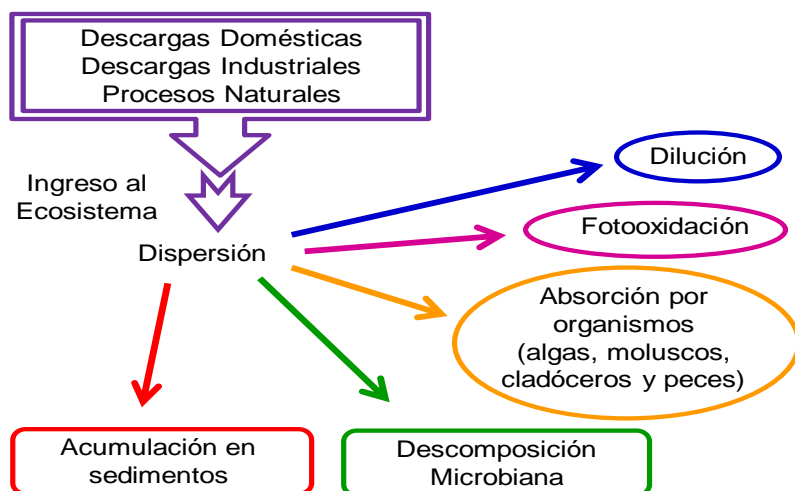 Descargas Domésticas
Descargas Industriales
Procesos Naturales
Ingreso al
Ecosistema
Dispersión
Dilución
Fotooxidación
Absorción por
organismos
(algas, moluscos,
cladóceros y peces)
Acumulación en
sedimentos
Descomposición
Microbiana